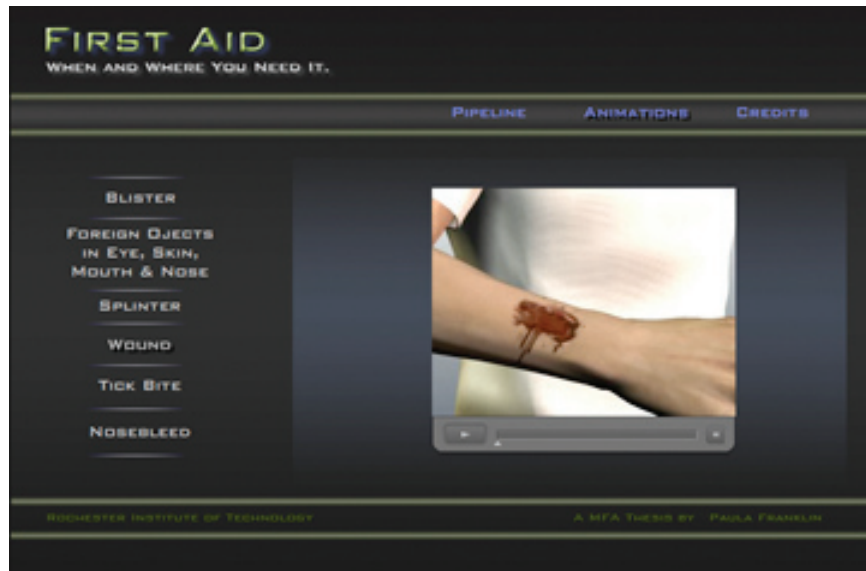 First Aid
When and Where You Need It.
Pipeline
Animations
Credits
Blister
Foreign Ojects
in Eye, Skin,
Mouth & Nose
Splinter
Wound
Tick Bite
Nosebleed
Rochester Institute of Technology
A MFA Thesis by Paula Franklin